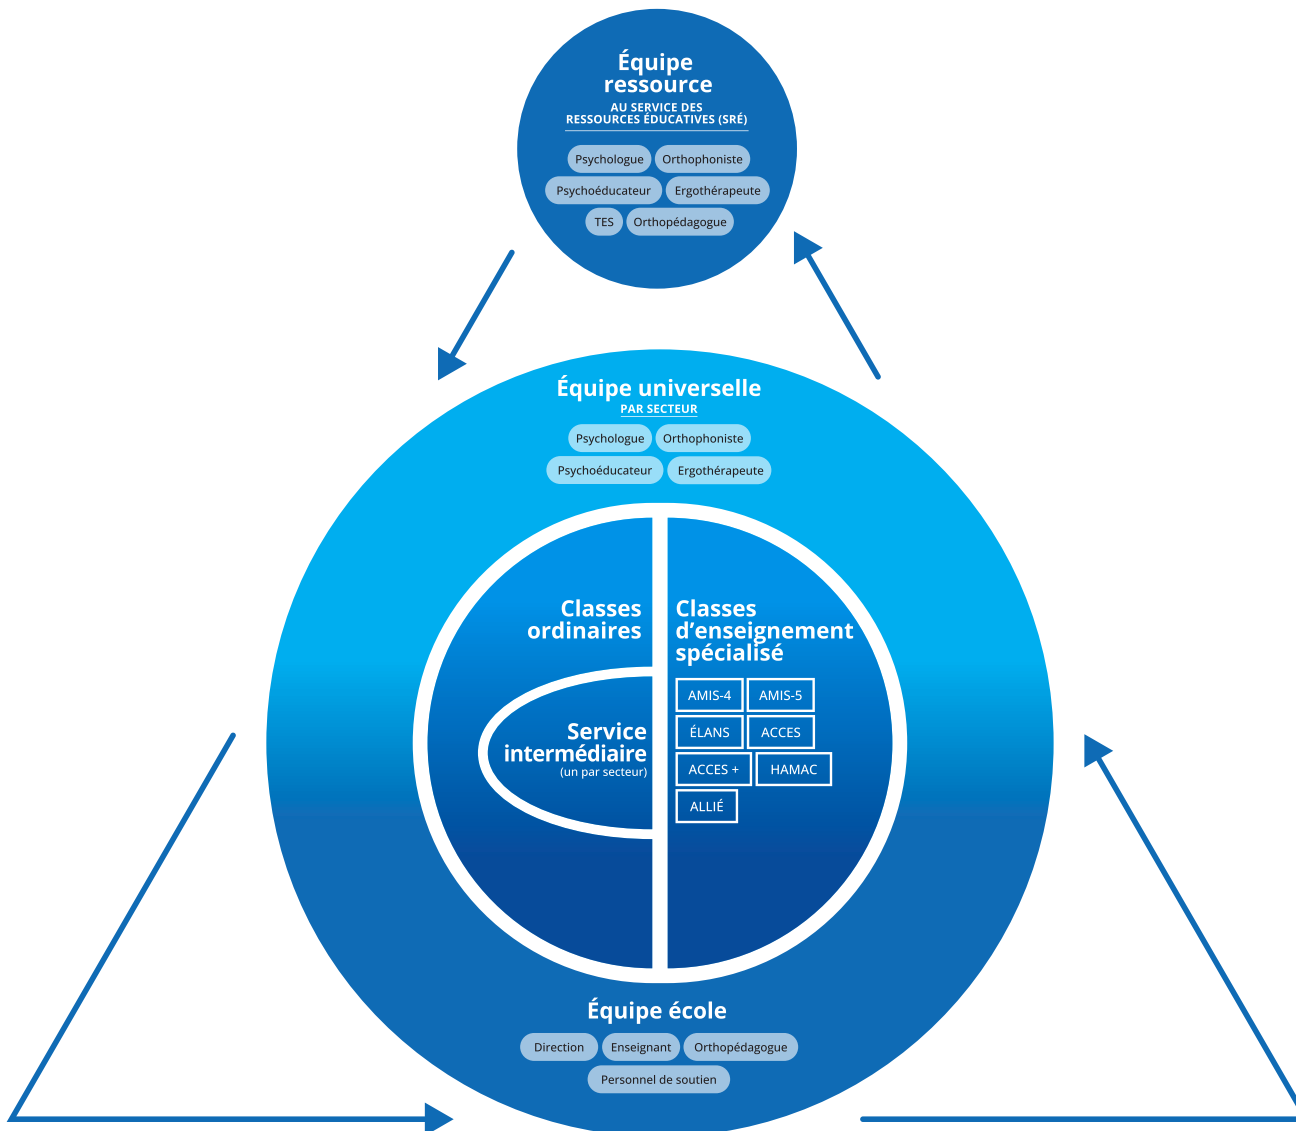 Équipe
ressource
AU SERVICE DES
RESSOURCES ÉDUCATIVES (SRÉ)
Psychologue Orthophoniste
Psychoéducateur Ergothérapeute
TES Orthopédagogue
Équipe universelle
PAR SECTEUR
Psychologue Orthophoniste
Psychoéducateur Ergothérapeute
Classes
ordinaires
Service
intermédiaire
(un par secteur)
Classes
d’enseignement
spécialisé
AMIS-4 AMIS-5
ÉLANS ACCES
ACCES + HAMAC
ALLIÉ
Équipe école
Direction Enseignant Orthopédagogue
Personnel de soutien